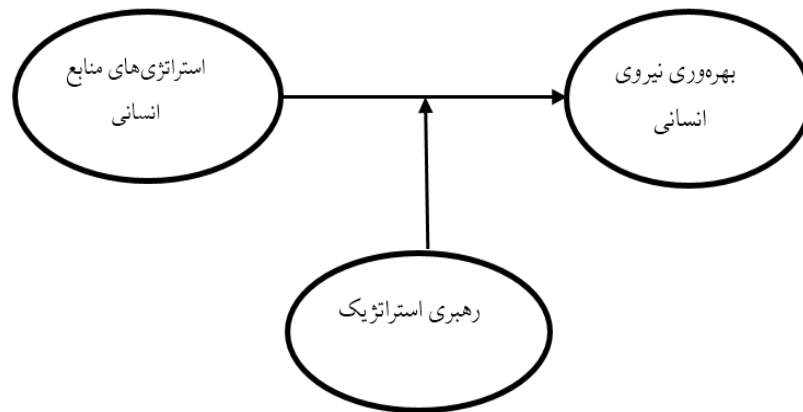 استراتژی‌های منابع
انسانی
بهره‌وری نیروی
انسانی
رهبری استراتژیک